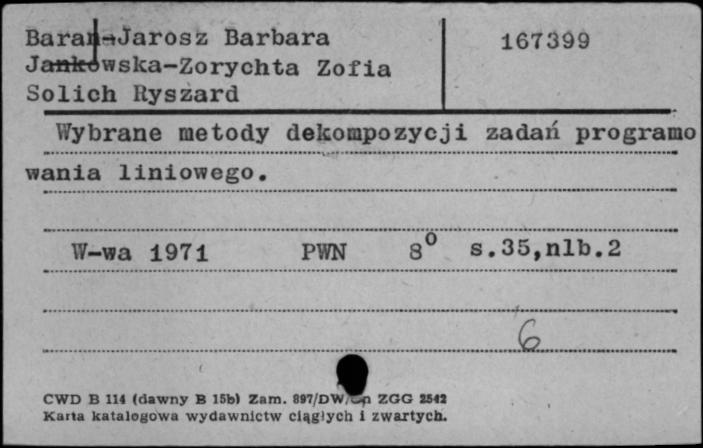 Baran-Jarosz Barbara
167399
Jankowska-Zorychta Zofia
Solich Ryszard
Wybrane metody dekompozycji zadań programo
wania liniowego.
W-wa 1971 PWN 8° s.35,nlb.2
6
CWD B 114 (dawny B 15b) Zam. 897/DW/ ZGG 2542
Karta katalogowa wydawnictw ciągłych i zwartych.